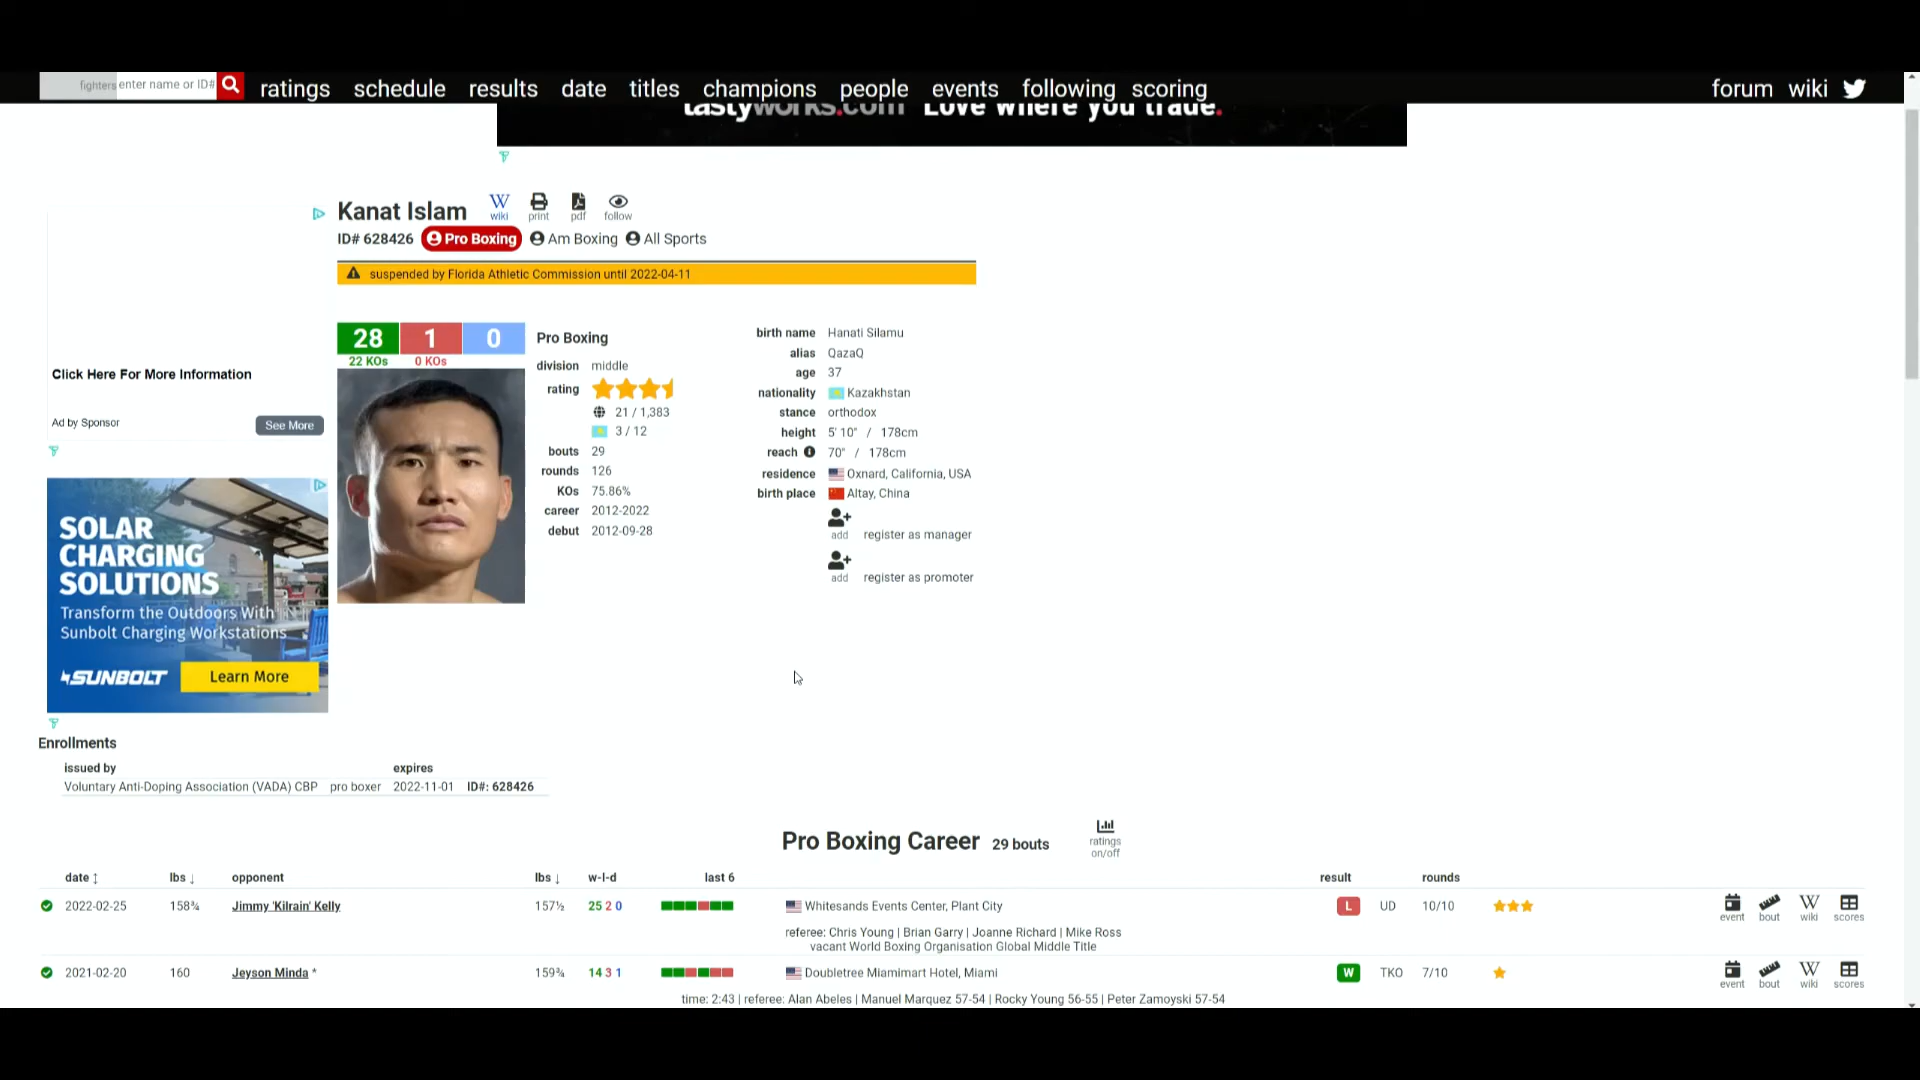 fighters enter name or ID# ratings schedule results date titles champions people events following scoring forum wiki
tastyworks.com Love where you trade.
Kanat Islam
wiki print pdf follow
ID# 628426 Pro Boxing Am Boxing All Sports
suspended by Florida Athletic Commission until 2022-04-11
28 1 0
22 KOs 0 KOs
Pro Boxing
division middle
rating
21 / 1,383
3 / 12
bouts 29
rounds 126
KOs 75.86%
career 2012-2022
debut 2012-09-28
birth name Hanati Silamu
alias QazaQ
age 37
nationality Kazakhstan
stance orthodox
height 5' 10" / 178cm
reach 70" / 178cm
residence Oxnard, California, USA
birth place Altay, China
add register as manager
add register as promoter
Click Here For More Information
Ad by Sponsor See More
SOLAR
CHARGING
SOLUTIONS
Transform the Outdoors With
Sunbolt Charging Workstations
SUNBOLT Learn More
Enrollments
issued by expires
Voluntary Anti-Doping Association (VADA) CBP pro boxer 2022-11-01 ID#: 628426
Pro Boxing Career 29 bouts
ratings
on/off
date lbs opponent lbs w-l-d last 6 result rounds
2022-02-25 158¾ Jimmy 'Kilrain' Kelly 157½ 25 2 0 Whitesands Events Center, Plant City L UD 10/10
event bout wiki scores
referee: Chris Young | Brian Garry | Joanne Richard | Mike Ross
vacant World Boxing Organisation Global Middle Title
2021-02-20 160 Jeyson Minda * 159¾ 14 3 1 Doubletree Miamimart Hotel, Miami W TKO 7/10
event bout wiki scores
time: 2:43 | referee: Alan Abeles | Manuel Marquez 57-54 | Rocky Young 56-55 | Peter Zamoyski 57-54